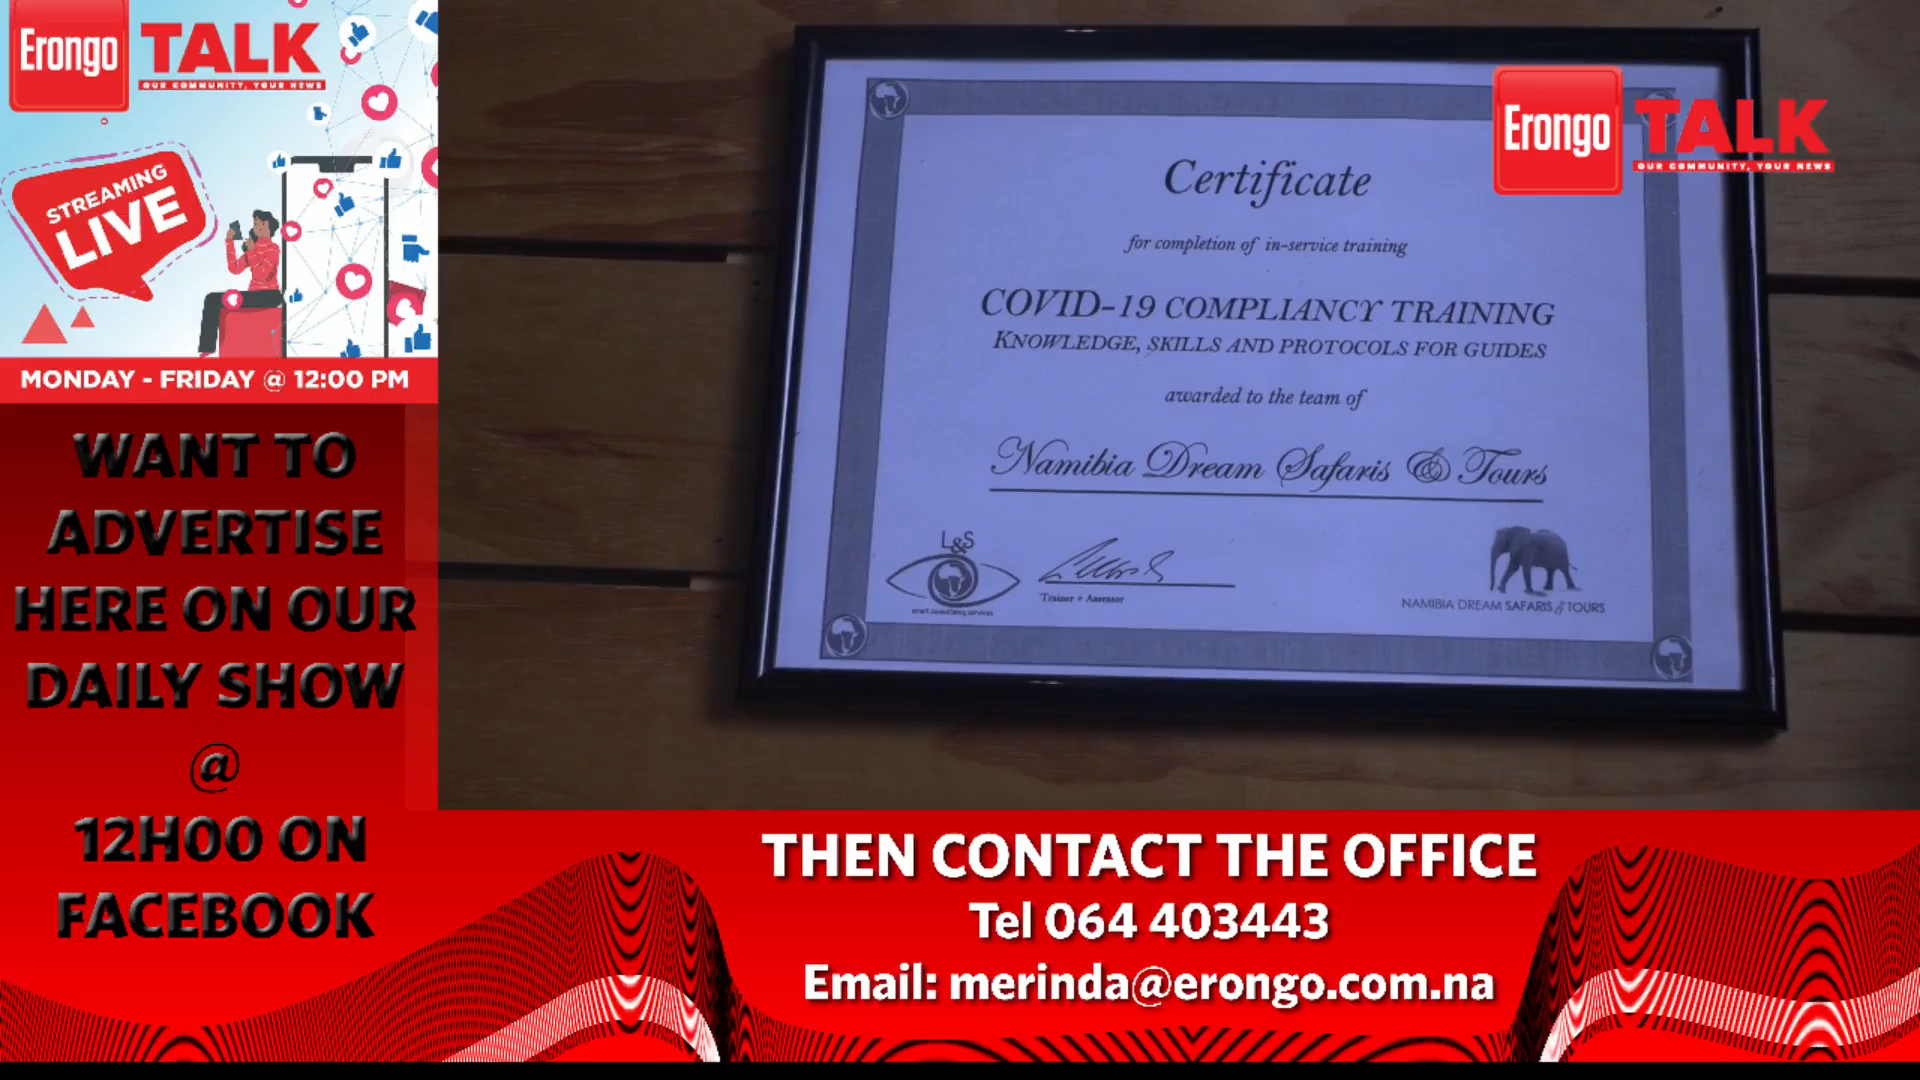 Erongo
TALK
OUR COMMUNITY, YOUR NEWS
STREAMING
LIVE
MONDAY - FRIDAY @ 12:00 PM
WANT TO
ADVERTISE
HERE ON OUR
DAILY SHOW
@
12H00 ON
FACEBOOK
Erongo
TALK
OUR COMMUNITY, YOUR NEWS
Certificate
for completion of in-service training
COVID-19 COMPLIANCY TRAINING
KNOWLEDGE, SKILLS AND PROTOCOLS FOR GUIDES
awarded to the team of
Namibia Dream Safaris & Tours
L&S
smart consultancy services
Trainer + Assessor
NAMIBIA DREAM SAFARIS & TOURS
THEN CONTACT THE OFFICE
Tel 064 403443
Email: merinda@erongo.com.na